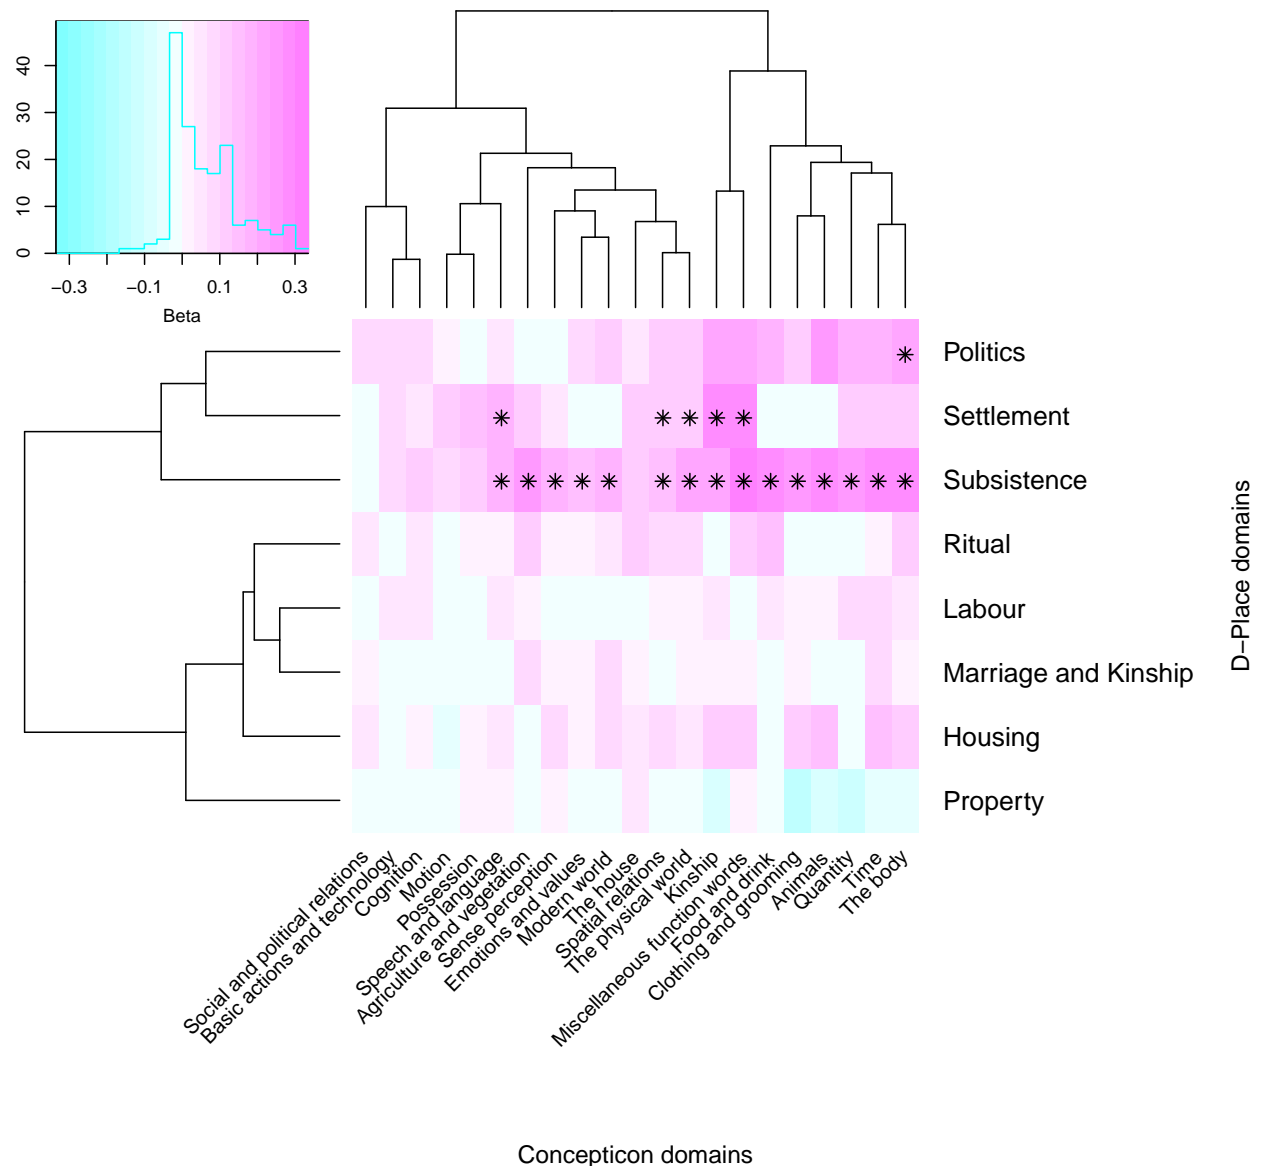 40
30
20
10
0
−0.3
−0.1
0.1
0.3
Beta
Politics
Settlement
Subsistence
Ritual
Labour
Marriage and Kinship
Housing
Property
D−Place domains
Social and political relations
Basic actions and technology
Cognition
Motion
Possession
Speech and language
Agriculture and vegetation
Sense perception
Emotions and values
Modern world
The house
Spatial relations
The physical world
Kinship
Miscellaneous function words
Food and drink
Clothing and grooming
Animals
Quantity
Time
The body
Concepticon domains